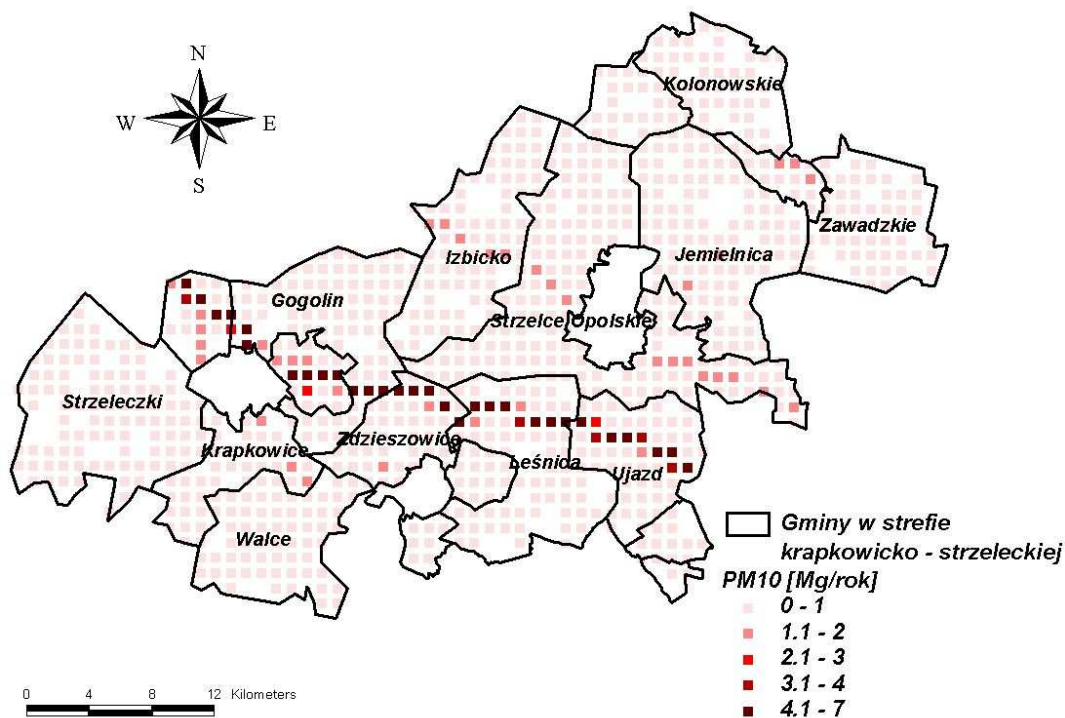 N
W E
S
Kolonowskie
Zawadzkie
Izbicko
Jemielnica
Gogolin
Strzelce Opolskie
Strzeleczki
Krapkowice
Zdzieszowice
Leśnica
Ujazd
Walce
Gminy w strefie
krapkowicko - strzeleckiej
PM10 [Mg/rok]
0 - 1
1.1 - 2
2.1 - 3
3.1 - 4
4.1 - 7
0 4 8 12 Kilometers